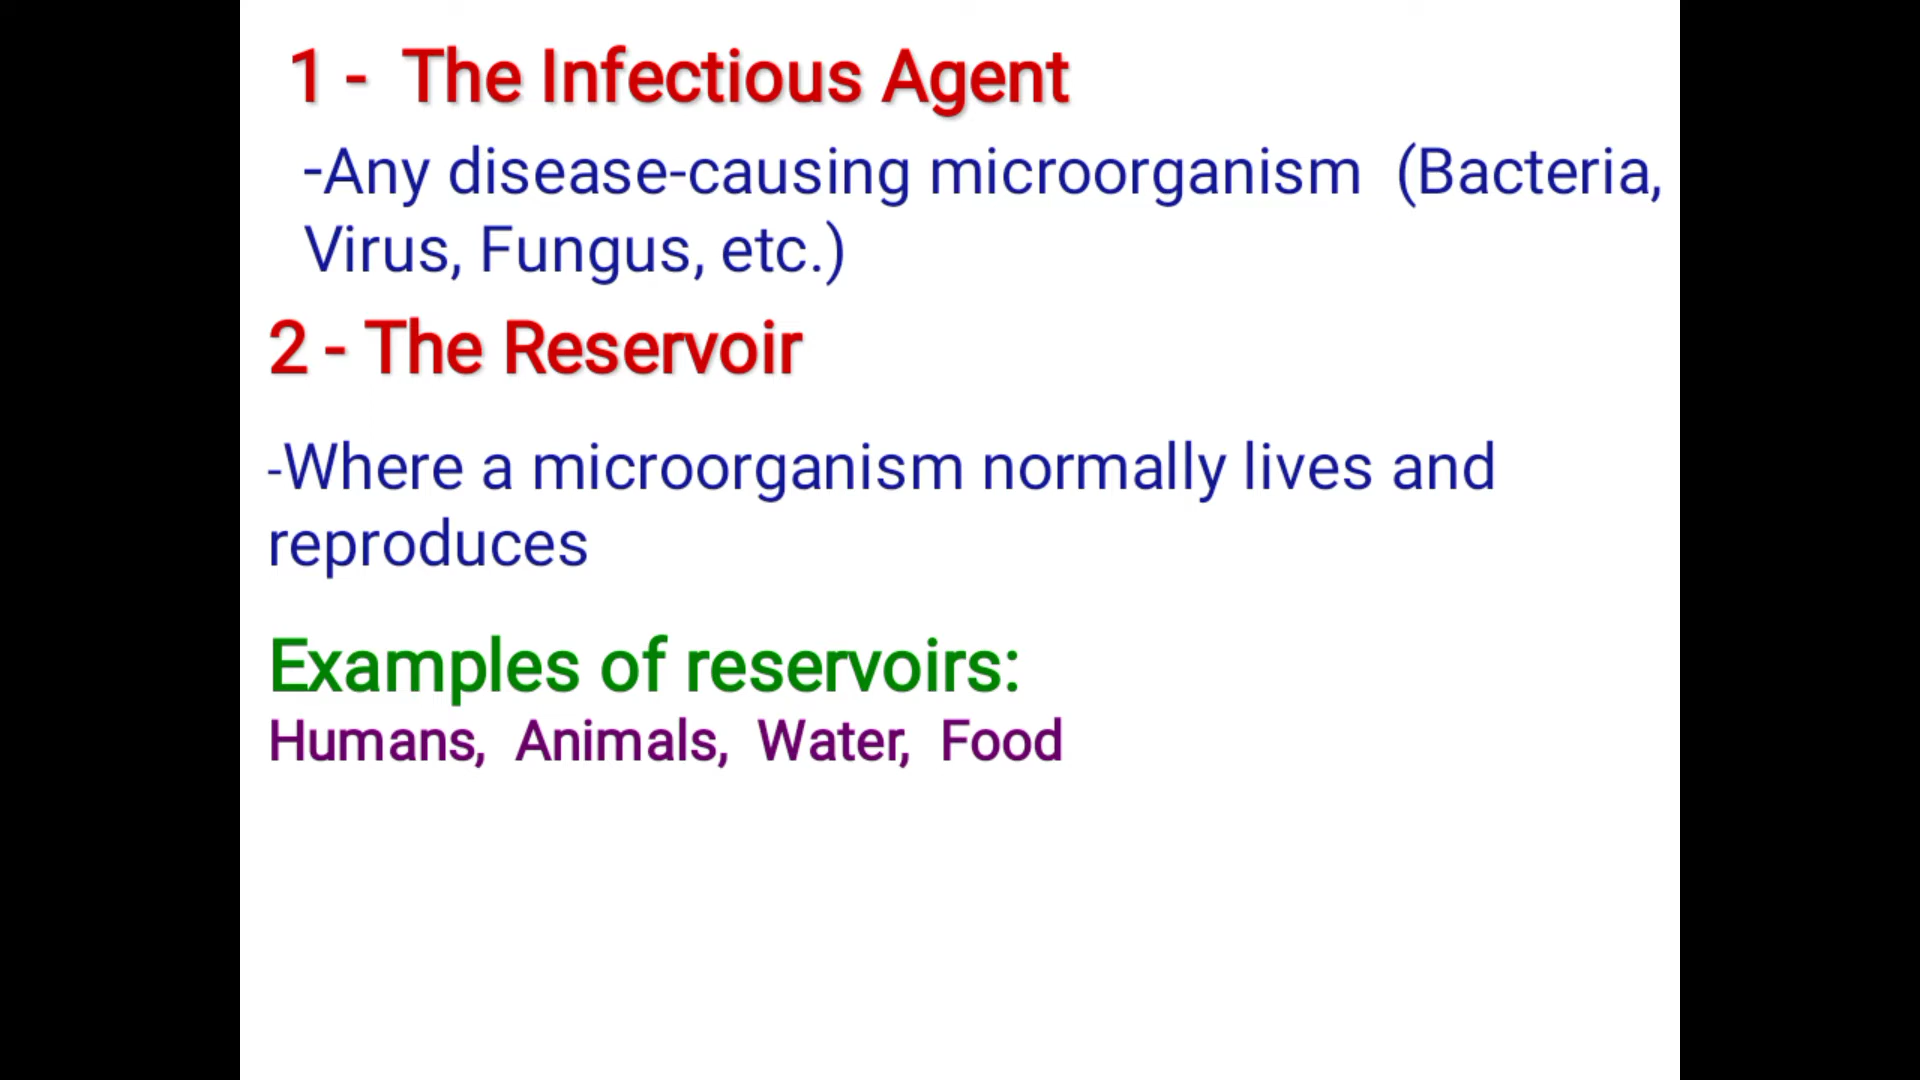 1 - The Infectious Agent
-Any disease-causing microorganism (Bacteria,
Virus, Fungus, etc.)
2 - The Reservoir
-Where a microorganism normally lives and
reproduces
Examples of reservoirs:
Humans, Animals, Water, Food